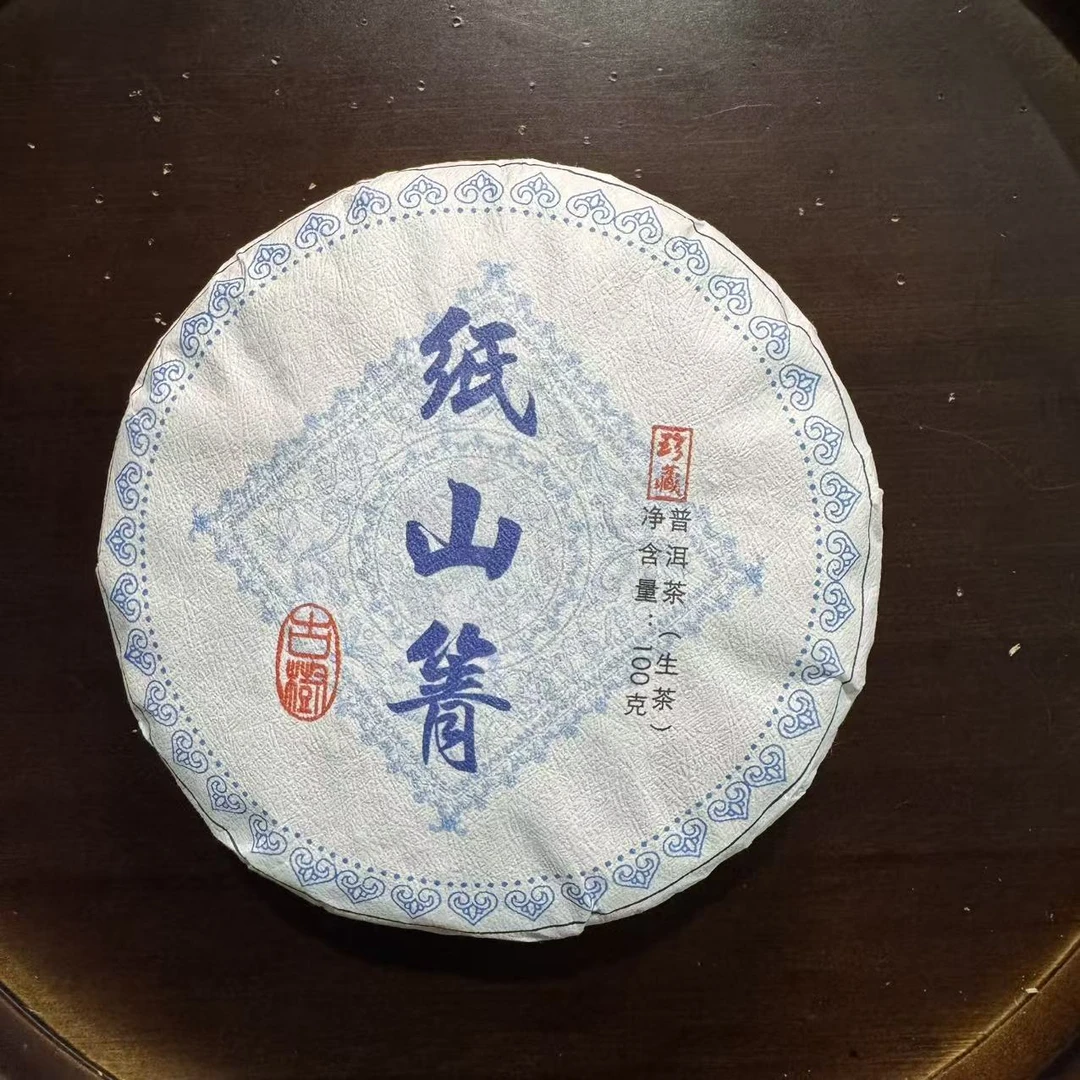 纸山箐
珍藏
普洱茶（生茶）
净含量：100克
古树